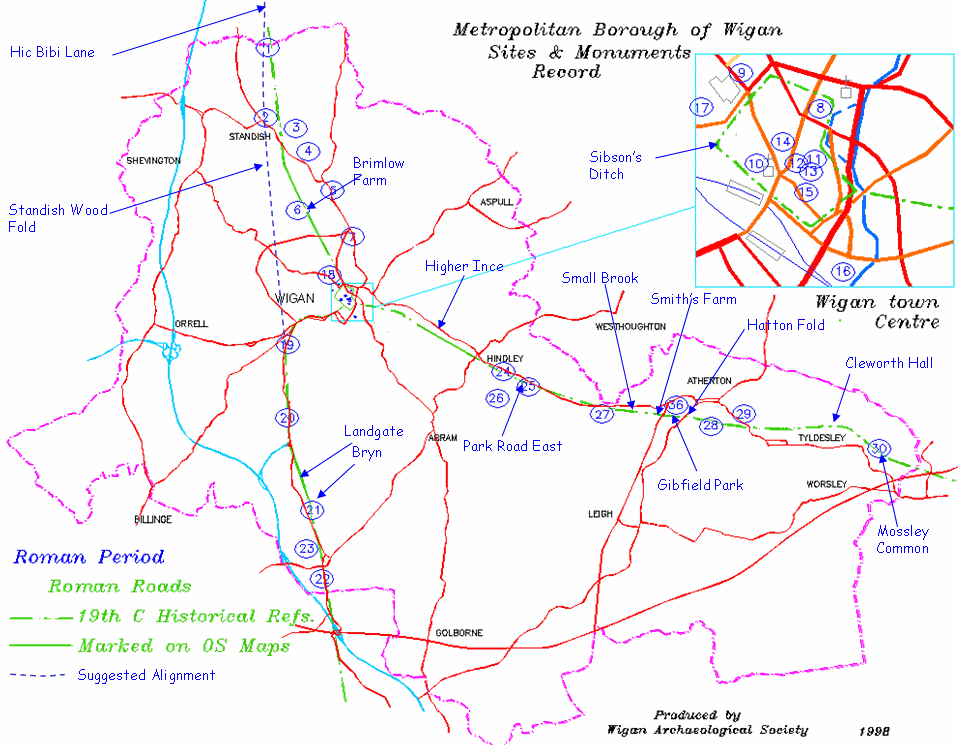 Metropolitan Borough of Wigan
Sites & Monuments
Record
Hic Bibi Lane
1
2
3
STANDISH
4
SHEVINGTON
Brimlow
Farm
5
6
Standish Wood
Fold
ASPULL
7
18
Higher Ince
WIGAN
9
17
8
14
10
12
11
13
15
16
Sibson's
Ditch
Wigan town
Centre
Small Brook
Smith's Farm
WESTHOUGHTON
Hatton Fold
ORRELL
19
HINDLEY
24
25
26
Cleworth Hall
ATHERTON
36
27
28
29
20
Landgate
Bryn
ABRAM
Park Road East
TYLDESLEY
30
Gibfield Park
WORSLEY
21
LEIGH
BILLINGE
Mossley
Common
23
22
Roman Period
Roman Roads
19th C Historical Refs.
Marked on OS Maps
Suggested Alignment
GOLBORNE
Produced by
Wigan Archaeological Society 1998